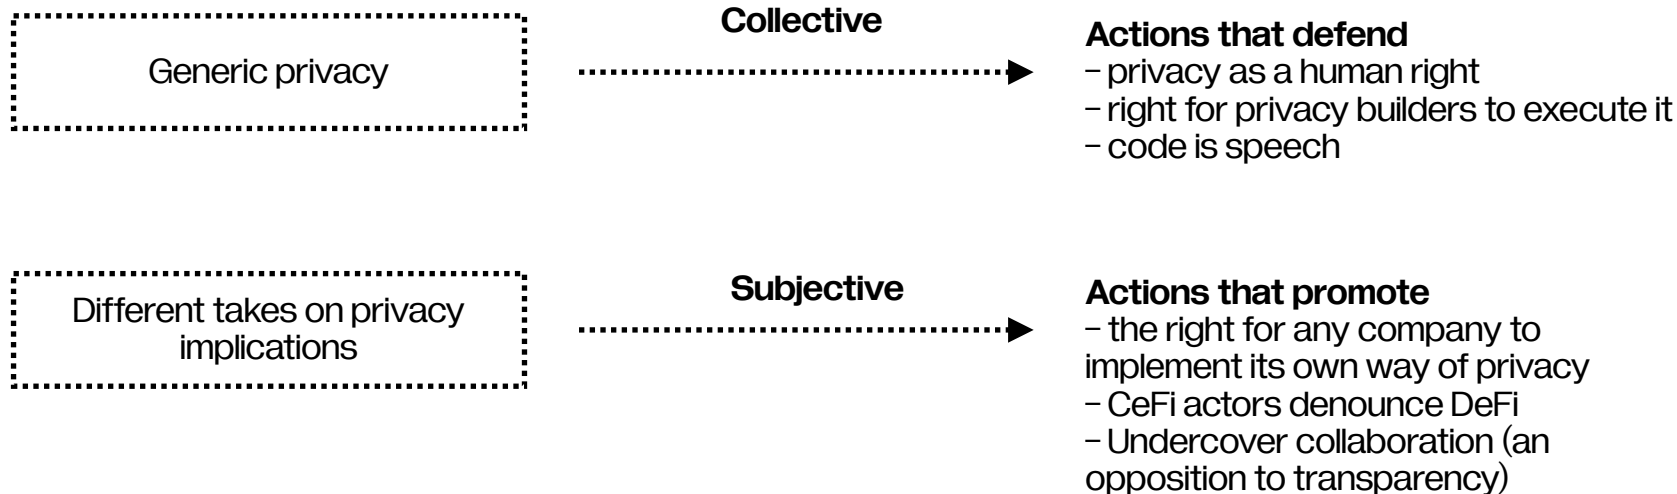 Generic privacy
Collective
Actions that defend
– privacy as a human right
– right for privacy builders to execute it
– code is speech
Different takes on privacy
implications
Subjective
Actions that promote
– the right for any company to
implement its own way of privacy
– CeFi actors denounce DeFi
– Undercover collaboration (an
opposition to transparency)